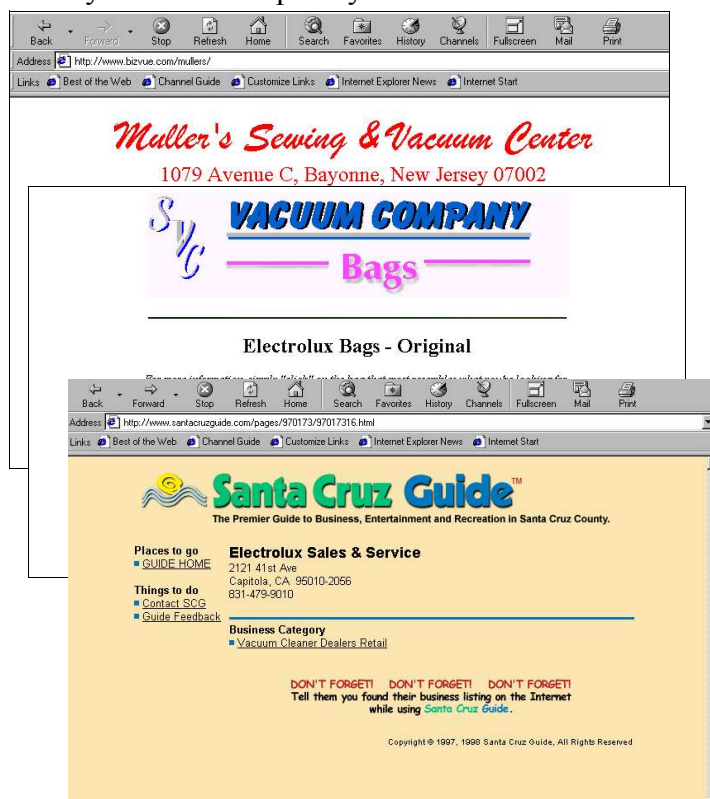 Back Forward Stop Refresh Home Search Favorites History Channels Fullscreen Mail Print
Address http://www.bizvue.com/mullers/
Links Best of the Web Channel Guide Customize Links Internet Explorer News Internet Start
Muller's Sewing & Vacuum Center
1079 Avenue C, Bayonne, New Jersey 07002
SVC
VACUUM COMPANY
Bags
Electrolux Bags - Original
Back Forward Stop Refresh Home Search Favorites History Channels Fullscreen Mail Print
Address http://www.santacruzguide.com/pages/970173/97017316.html
Links Best of the Web Channel Guide Customize Links Internet Explorer News Internet Start
Santa Cruz Guide™
The Premier Guide to Business, Entertainment and Recreation in Santa Cruz County.
Places to go
GUIDE HOME
Things to do
Contact SCG
Guide Feedback
Electrolux Sales & Service
2121 41st Ave
Capitola, CA 95010-2056
831-479-9010
Business Category
Vacuum Cleaner Dealers Retail
DON'T FORGET! DON'T FORGET! DON'T FORGET!
Tell them you found their business listing on the Internet
while using Santa Cruz Guide.
Copyright © 1997, 1998 Santa Cruz Guide, All Rights Reserved